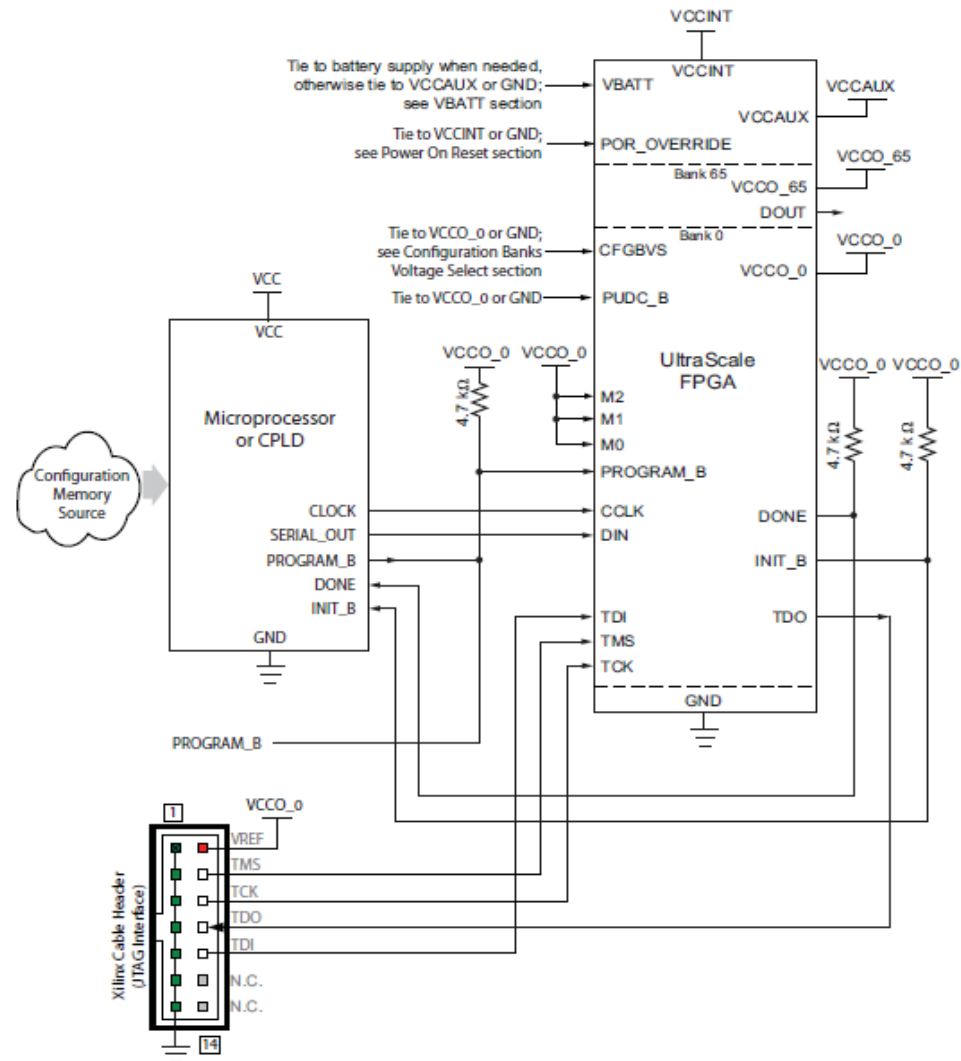 VCCINT
VCCINT
Tie to battery supply when needed,
otherwise tie to VCCAUX or GND;
see VBATT section
VBATT
VCCAUX
VCCAUX
Tie to VCCINT or GND;
see Power On Reset section
POR_OVERRIDE
Bank 65
VCCO_65
VCCO_65
DOUT
Bank 0
Tie to VCCO_0 or GND;
see Configuration Banks
Voltage Select section
CFGBVS
VCCO_0
VCCO_0
Tie to VCCO_0 or GND
PUDC_B
VCC
VCC
Microprocessor
or CPLD
Configuration
Memory
Source
CLOCK
SERIAL_OUT
PROGRAM_B
DONE
INIT_B
GND
VCCO_0
VCCO_0
4.7 kΩ
UltraScale
FPGA
M2
M1
M0
PROGRAM_B
CCLK
DIN
VCCO_0
VCCO_0
4.7 kΩ
4.7 kΩ
DONE
INIT_B
TDI
TDO
TMS
TCK
GND
PROGRAM_B
1
VCCO_0
VREF
TMS
TCK
TDO
TDI
N.C.
N.C.
14
Xilinx Cable Header
(JTAG Interface)